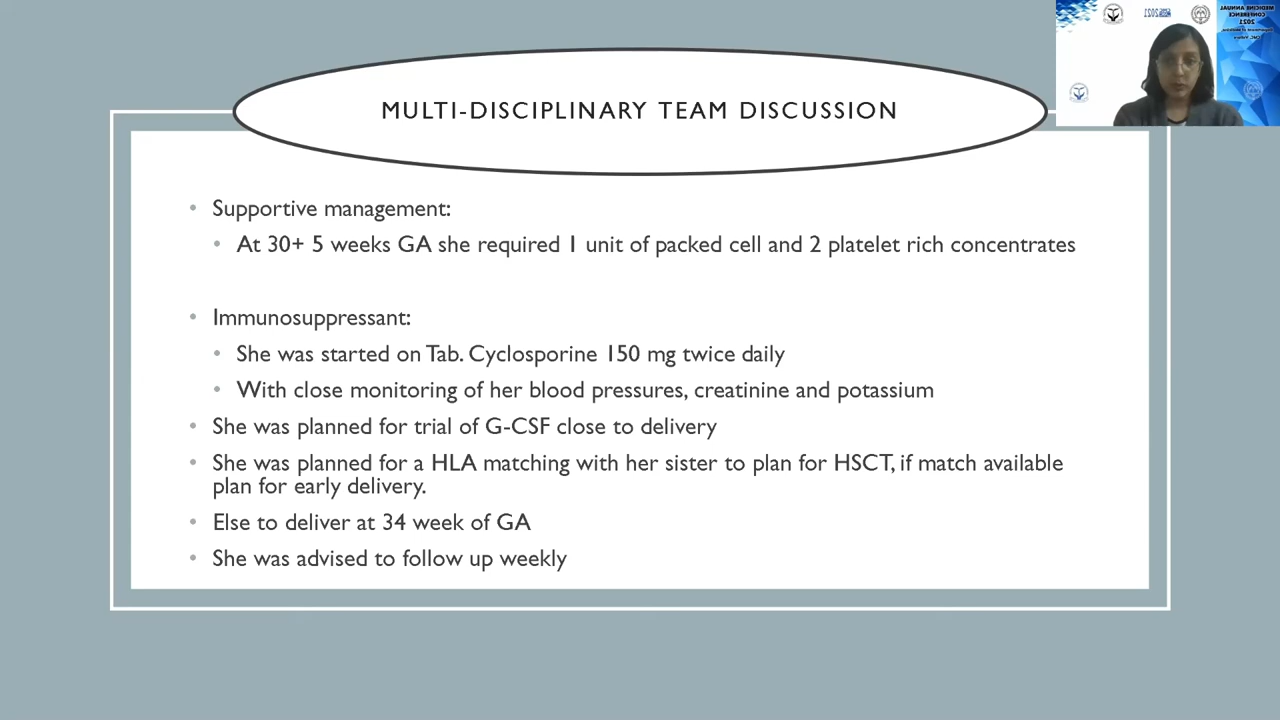 MEDICINE ANNUAL
CONFERENCE
2021
MULTI-DISCIPLINARY TEAM DISCUSSION
• Supportive management:
• At 30+ 5 weeks GA she required 1 unit of packed cell and 2 platelet rich concentrates
• Immunosuppressant:
• She was started on Tab. Cyclosporine 150 mg twice daily
• With close monitoring of her blood pressures, creatinine and potassium
• She was planned for trial of G-CSF close to delivery
• She was planned for a HLA matching with her sister to plan for HSCT, if match available
plan for early delivery.
• Else to deliver at 34 week of GA
• She was advised to follow up weekly